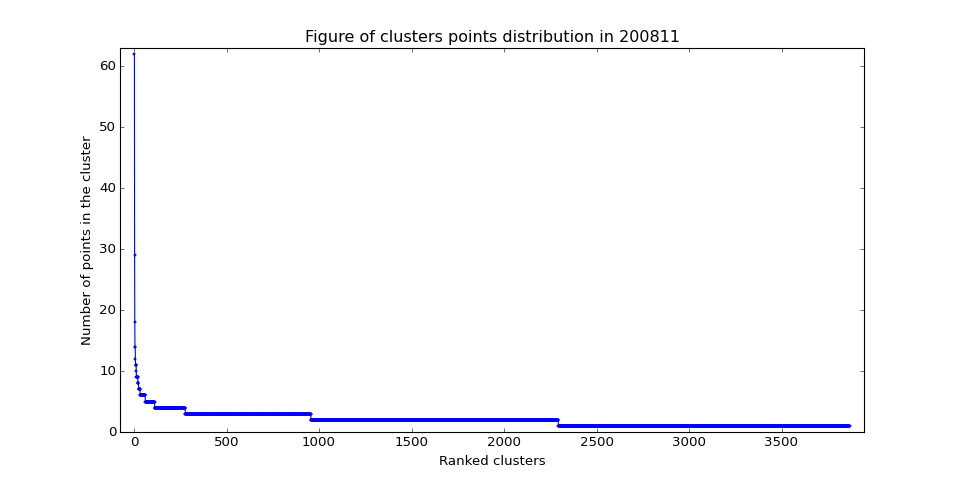 Figure of clusters points distribution in 200811
Number of points in the cluster
60
50
40
30
20
10
0
0 500 1000 1500 2000 2500 3000 3500
Ranked clusters